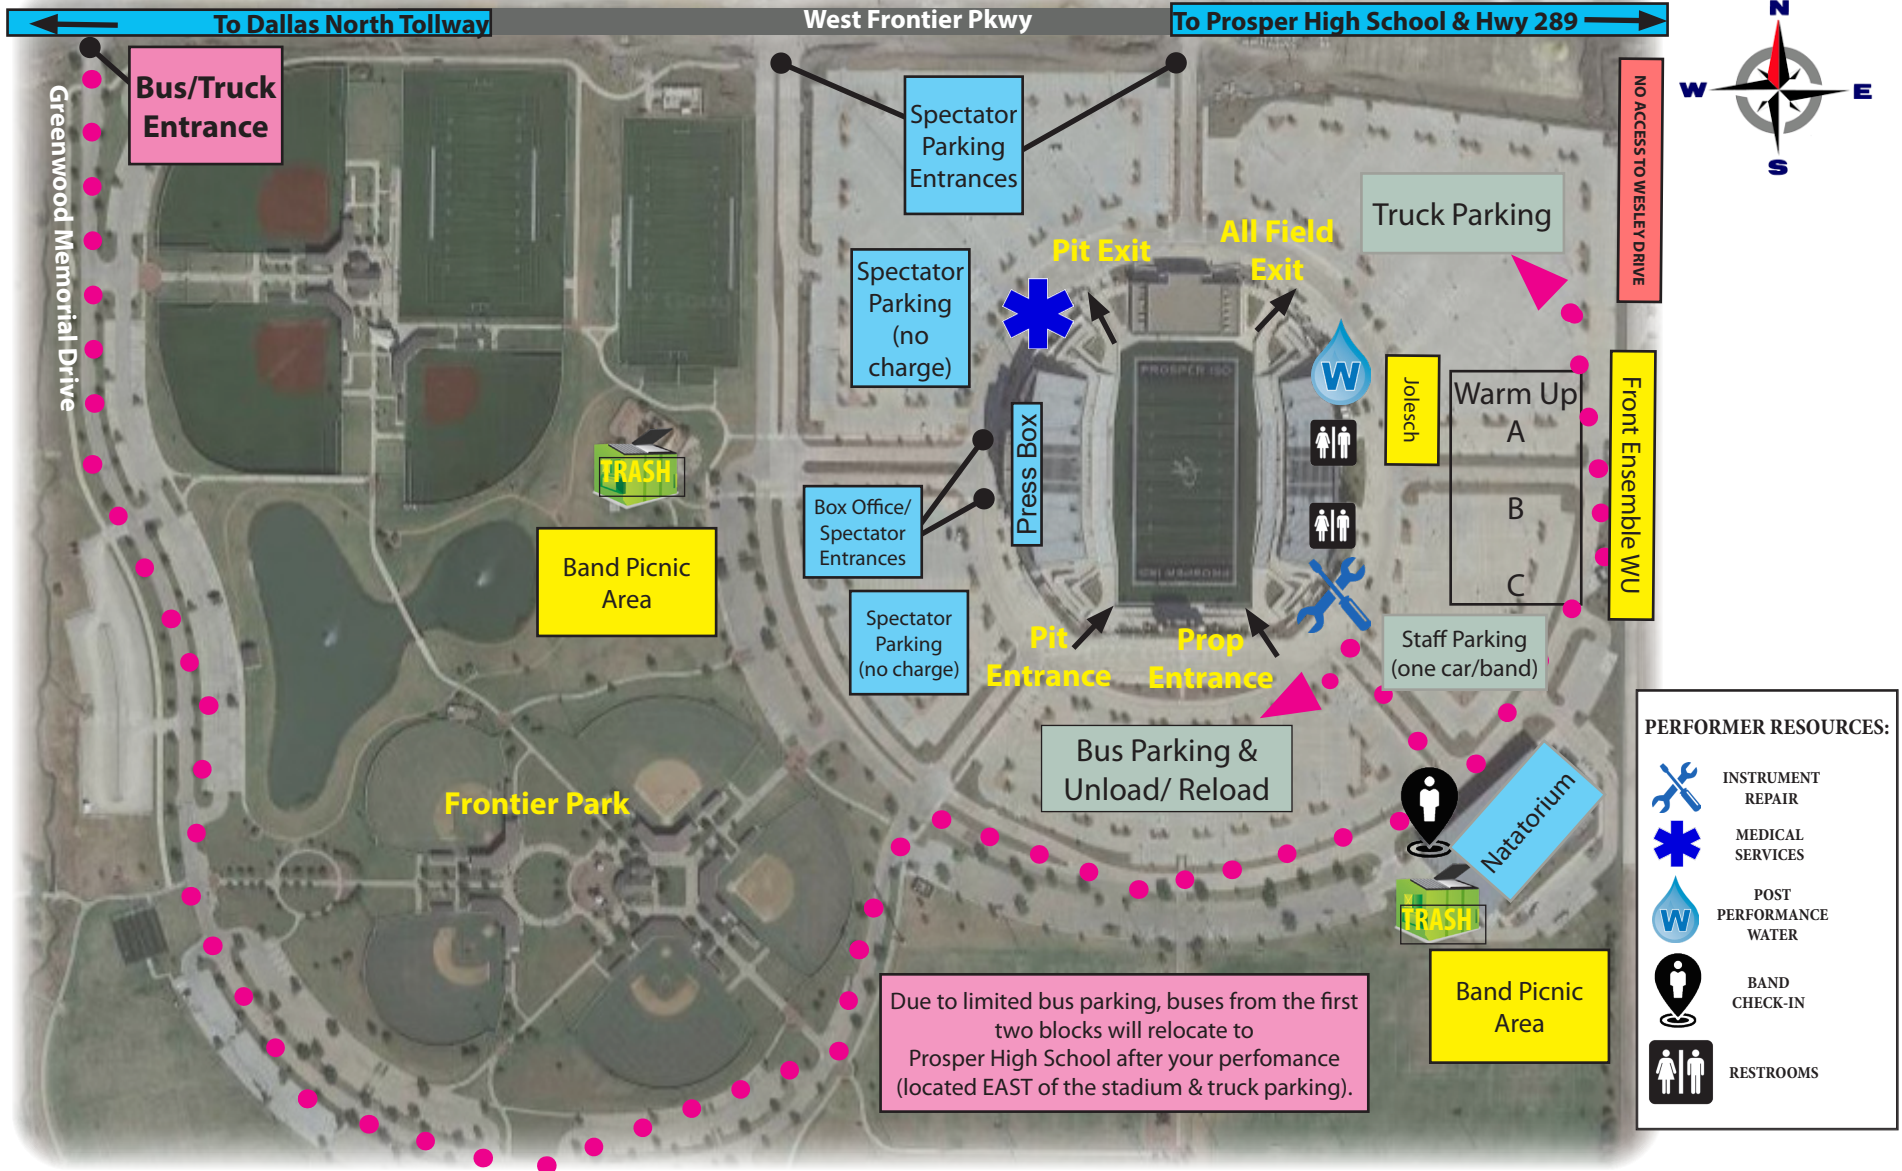 To Dallas North Tollway
West Frontier Pkwy
To Prosper High School & Hwy 289
N
W
E
S
Bus/Truck
Entrance
Greenwood Memorial Drive
Spectator
Parking
Entrances
NO ACCESS TO WESLEY DRIVE
Truck Parking
Pit Exit
All Field
Exit
Spectator
Parking
(no
charge)
PROSPER ISD
W
Jolesch
Warm Up
A
B
C
Front Ensemble WU
Press Box
TRASH
Box Office/
Spectator
Entrances
Band Picnic
Area
PROSPER ISD
Spectator
Parking
(no charge)
Pit
Entrance
Prop
Entrance
Staff Parking
(one car/band)
Bus Parking &
Unload/ Reload
Frontier Park
Natatorium
TRASH
Band Picnic
Area
Due to limited bus parking, buses from the first
two blocks will relocate to
Prosper High School after your perfomance
(located EAST of the stadium & truck parking).
PERFORMER RESOURCES:
INSTRUMENT
REPAIR
MEDICAL
SERVICES
W
POST
PERFORMANCE
WATER
BAND
CHECK-IN
RESTROOMS